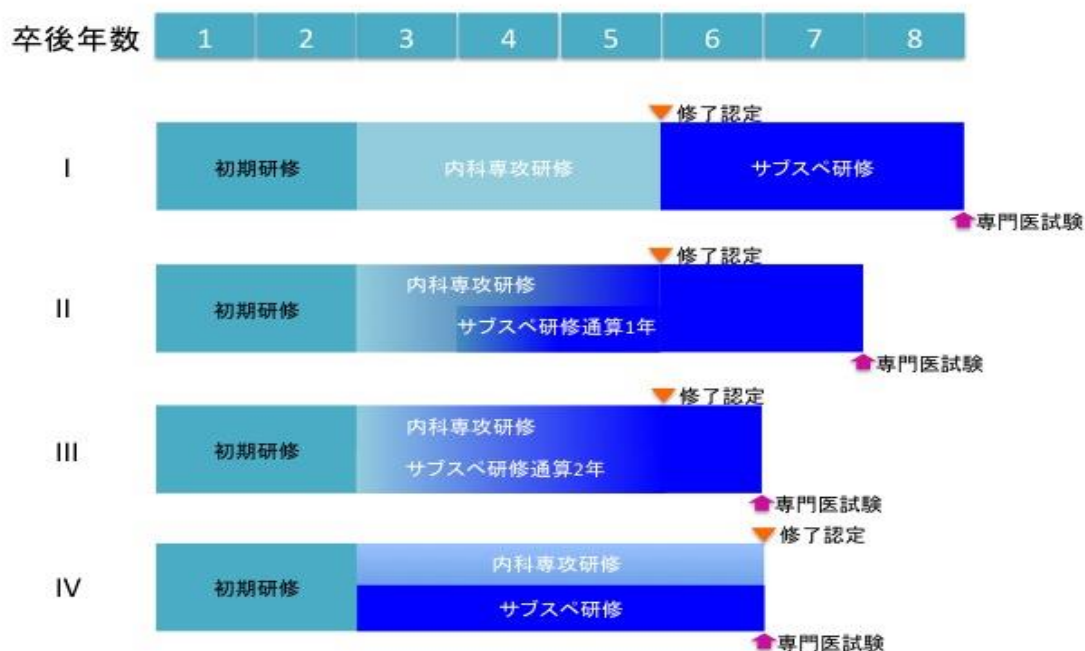 卒後年数 1 2 3 4 5 6 7 8
修了認定
I 初期研修 内科専攻研修 サブスペ研修
専門医試験
修了認定
内科専攻研修
II 初期研修
サブスペ研修通算1年
専門医試験
修了認定
内科専攻研修
III 初期研修
サブスペ研修通算2年
専門医試験
修了認定
内科専攻研修
IV 初期研修
サブスペ研修
専門医試験